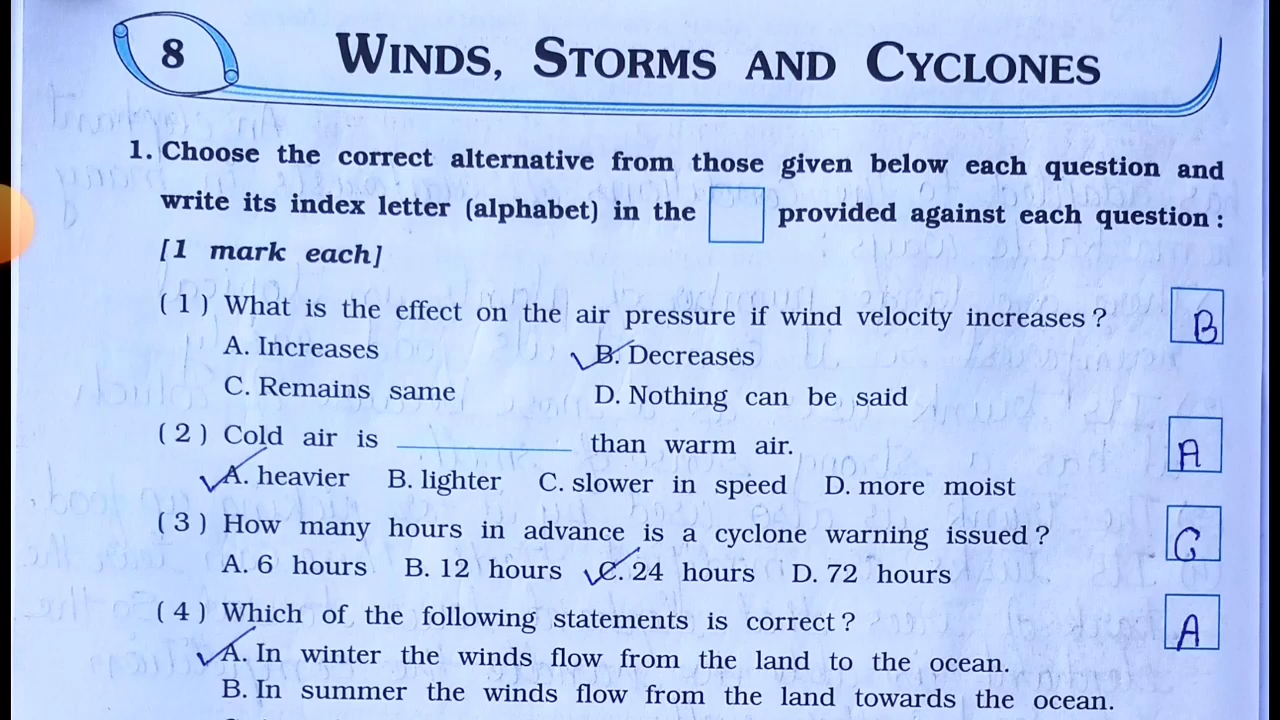 8 WINDS, STORMS AND CYCLONES
1. Choose the correct alternative from those given below each question and
write its index letter (alphabet) in the provided against each question :
[1 mark each]
( 1 ) What is the effect on the air pressure if wind velocity increases ? B
A. Increases B. Decreases
C. Remains same D. Nothing can be said
( 2 ) Cold air is ____________ than warm air. A
A. heavier B. lighter C. slower in speed D. more moist
( 3 ) How many hours in advance is a cyclone warning issued ? C
A. 6 hours B. 12 hours C. 24 hours D. 72 hours
( 4 ) Which of the following statements is correct ? A
A. In winter the winds flow from the land to the ocean.
B. In summer the winds flow from the land towards the ocean.